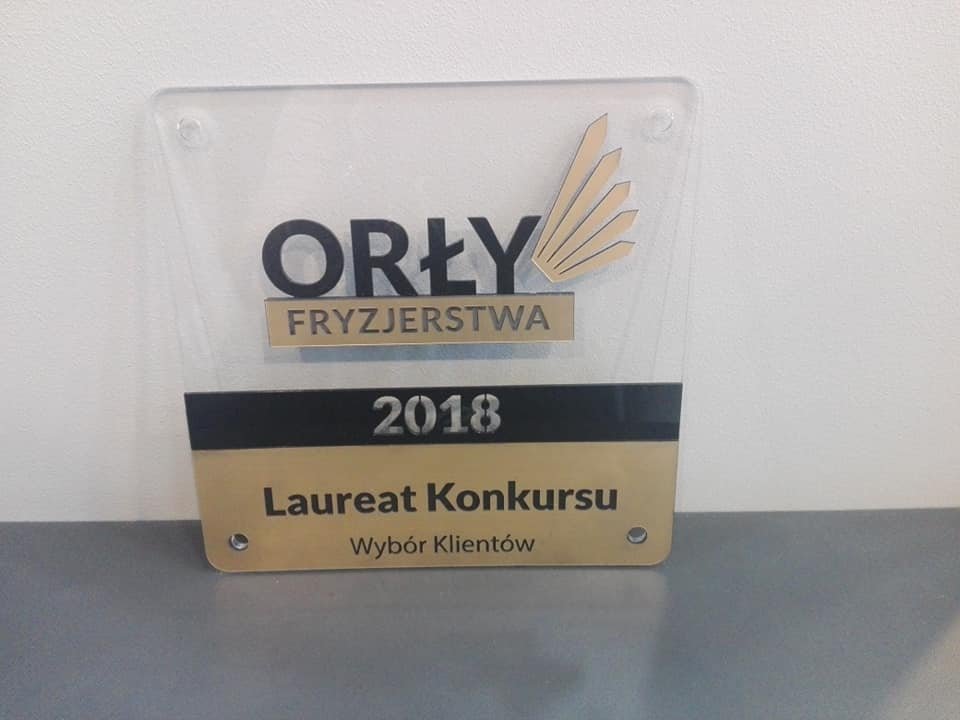 ORŁY
FRYZJERSTWA
2018
Laureat Konkursu
Wybór Klientów